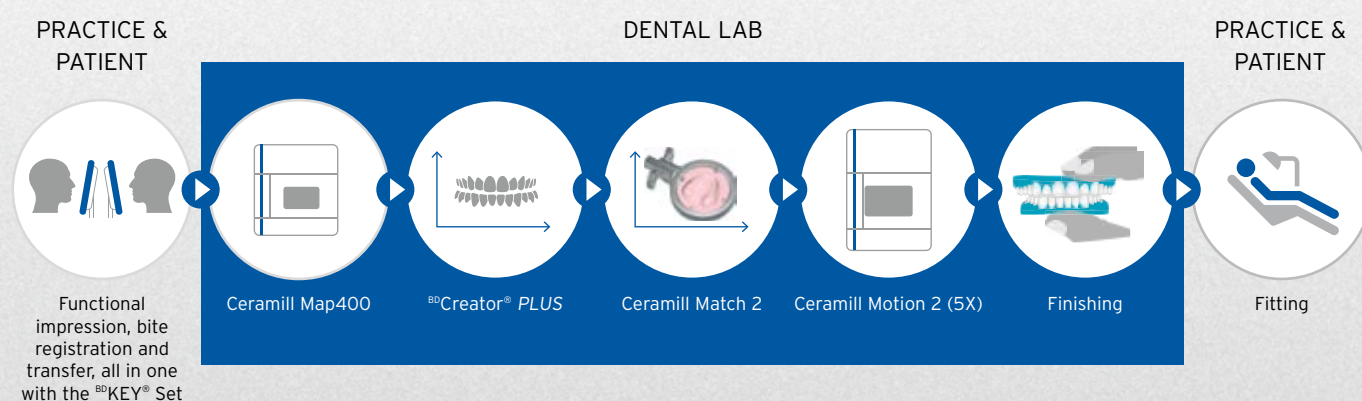 PRACTICE &
PATIENT
DENTAL LAB
PRACTICE &
PATIENT
Functional
impression, bite
registration and
transfer, all in one
with the ᴮᴰKEY® Set
Ceramill Map400
ᴮᴰCreator® PLUS
Ceramill Match 2
Ceramill Motion 2 (5X)
Finishing
Fitting